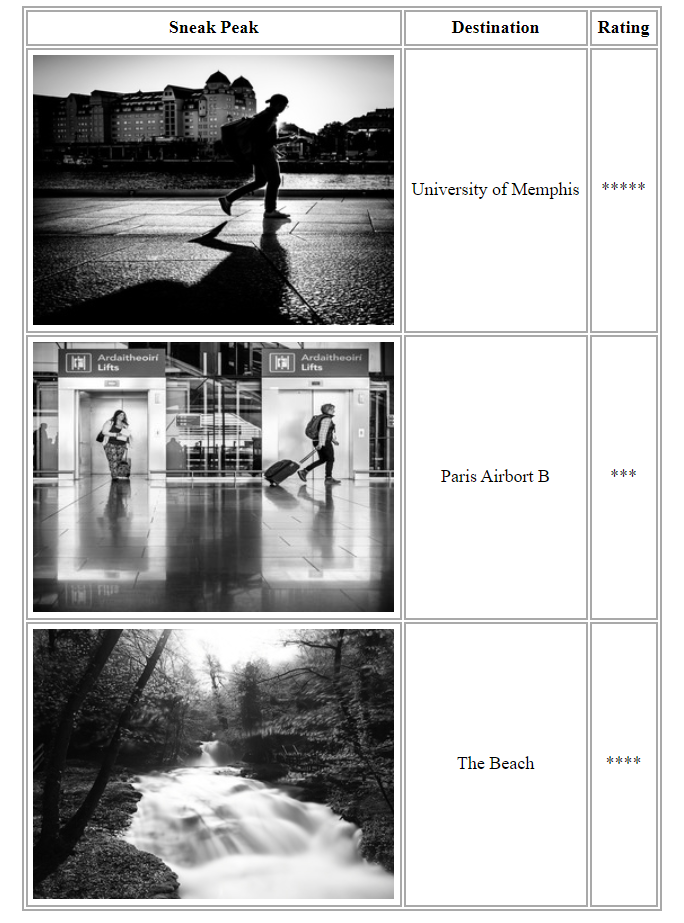 Sneak Peak Destination Rating
University of Memphis *****
Ardaitheoirí Ardaitheoirí
Lifts Lifts
Paris Airbort B ***
The Beach ****